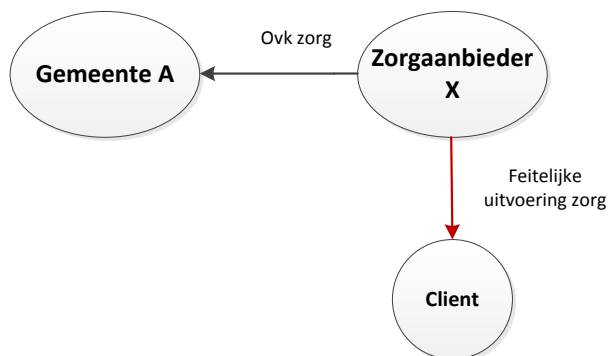 Ovk zorg
Gemeente A
Zorgaanbieder
X
Feitelijke
uitvoering zorg
Client